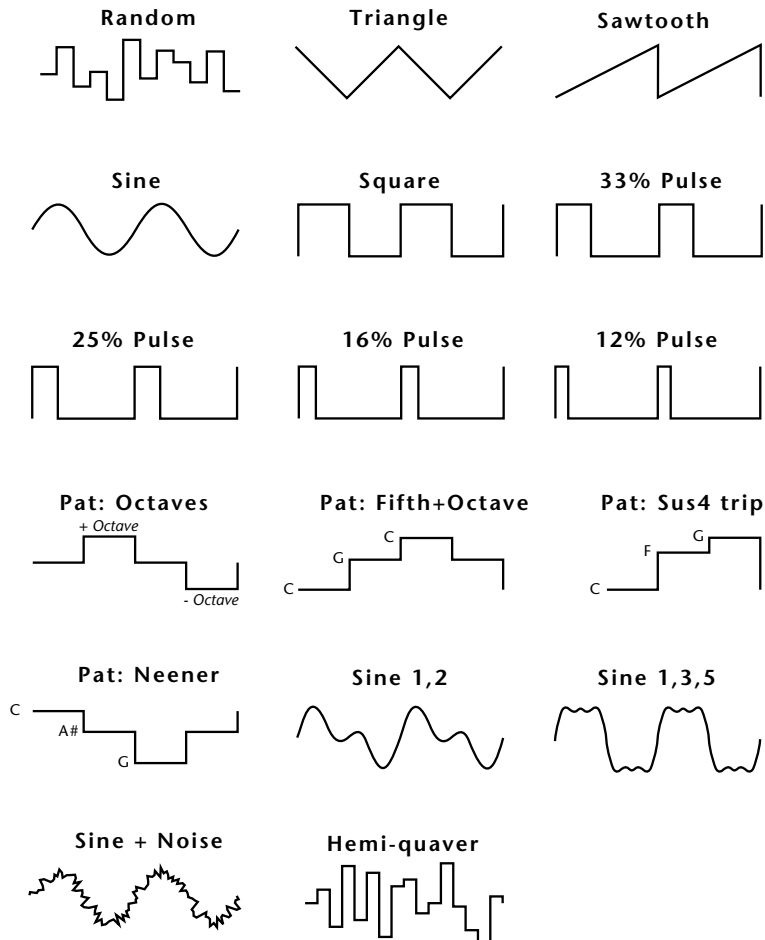 Random
Triangle
Sawtooth
Sine
Square
33% Pulse
25% Pulse
16% Pulse
12% Pulse
Pat: Octaves
+ Octave
- Octave
Pat: Fifth+Octave
C
G
C
Pat: Sus4 trip
G
F
C
Pat: Neener
C
A#
G
Sine 1,2
Sine 1,3,5
Sine + Noise
Hemi-quaver